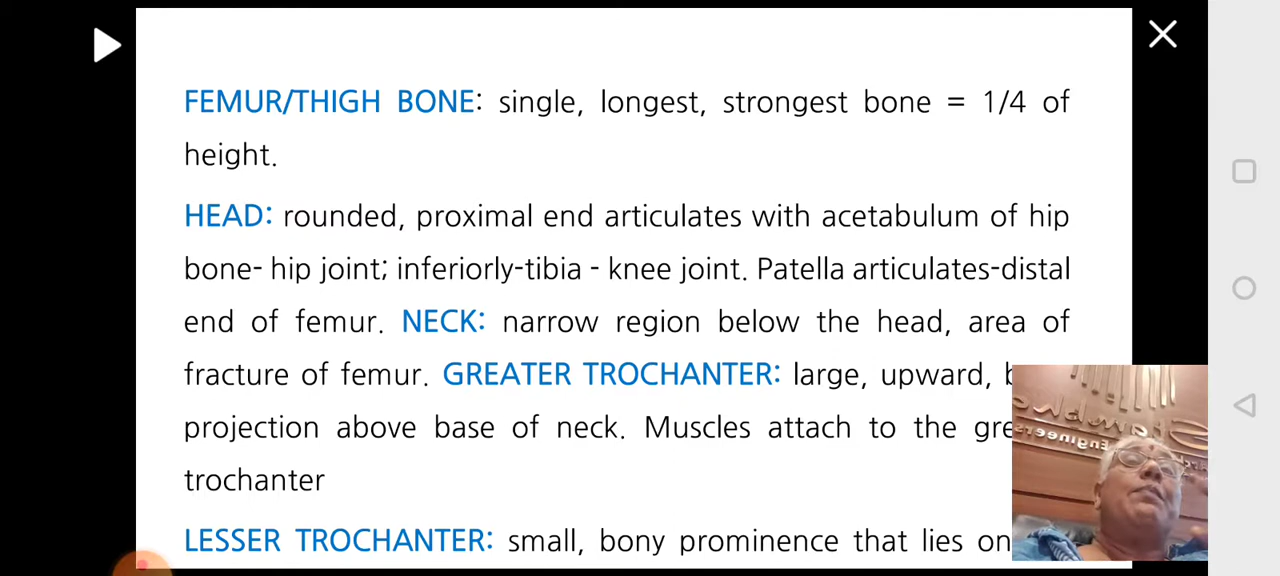 FEMUR/THIGH BONE: single, longest, strongest bone = 1/4 of
height.
HEAD: rounded, proximal end articulates with acetabulum of hip
bone- hip joint; inferiorly-tibia - knee joint. Patella articulates-distal
end of femur. NECK: narrow region below the head, area of
fracture of femur. GREATER TROCHANTER: large, upward,
projection above base of neck. Muscles attach to the
trochanter
LESSER TROCHANTER: small, bony prominence that lies on